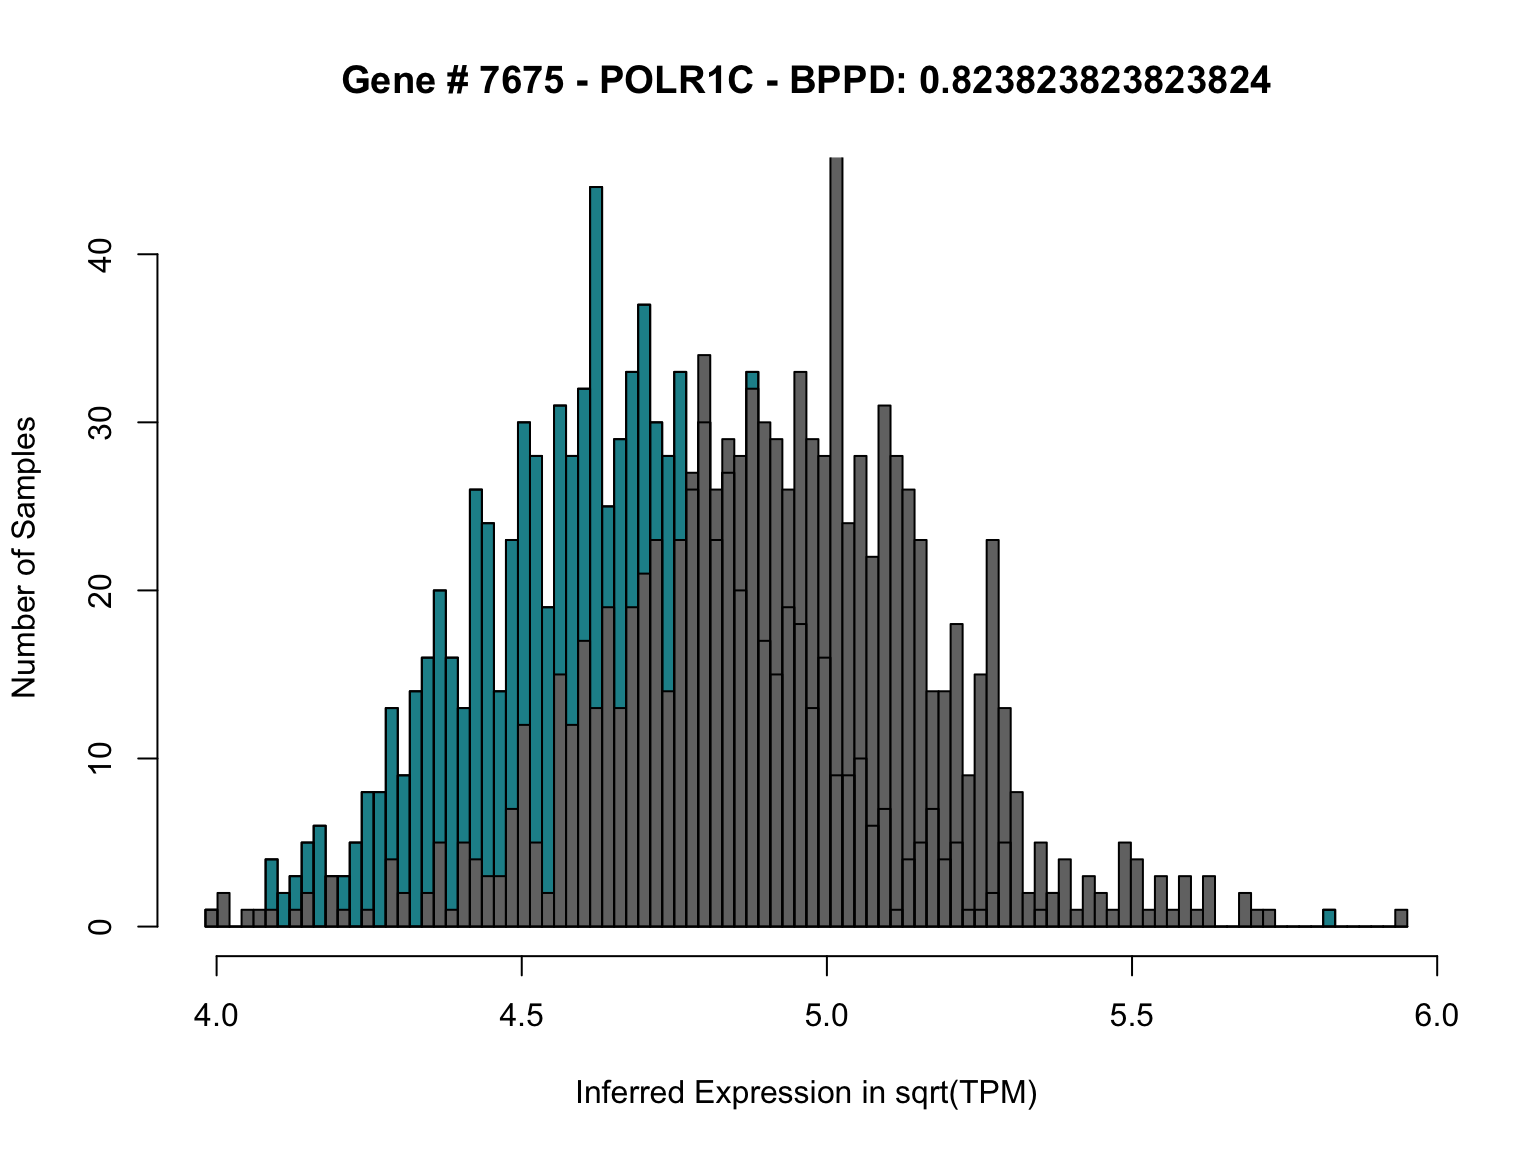 Gene # 7675 - POLR1C - BPPD: 0.823823823823824
Number of Samples
40
30
20
10
0
4.0 4.5 5.0 5.5 6.0
Inferred Expression in sqrt(TPM)